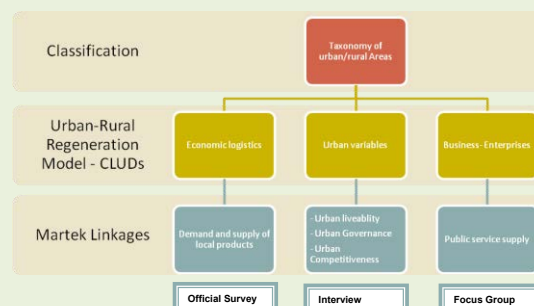 Classification
Taxonomy of
urban/rural Areas
Urban-Rural
Regeneration
Model - CLUDs
Economic logistics
Urban variables
Business- Enterprises
Martek Linkages
Demand and supply of
local products
- Urban liveablity
- Urban Governance
- Urban
Competitiveness
Public service supply
Official Survey
Interview
Focus Group